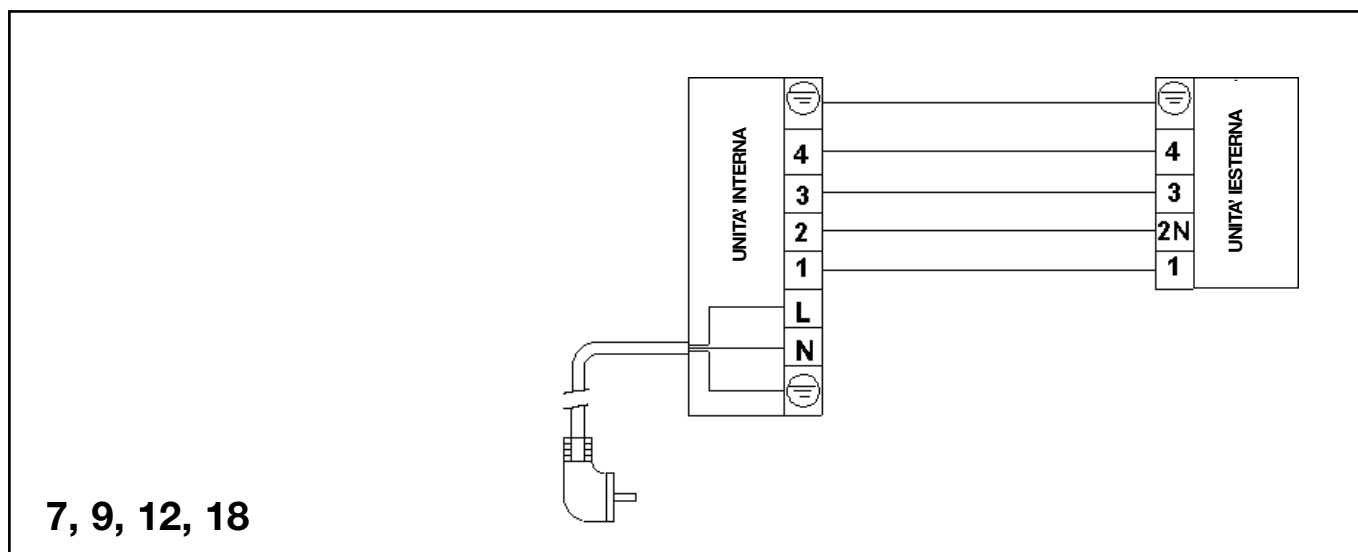 UNITA' INTERNA
4
3
2
1
L
N
4
3
2N
1
UNITA' IESTERNA
7, 9, 12, 18